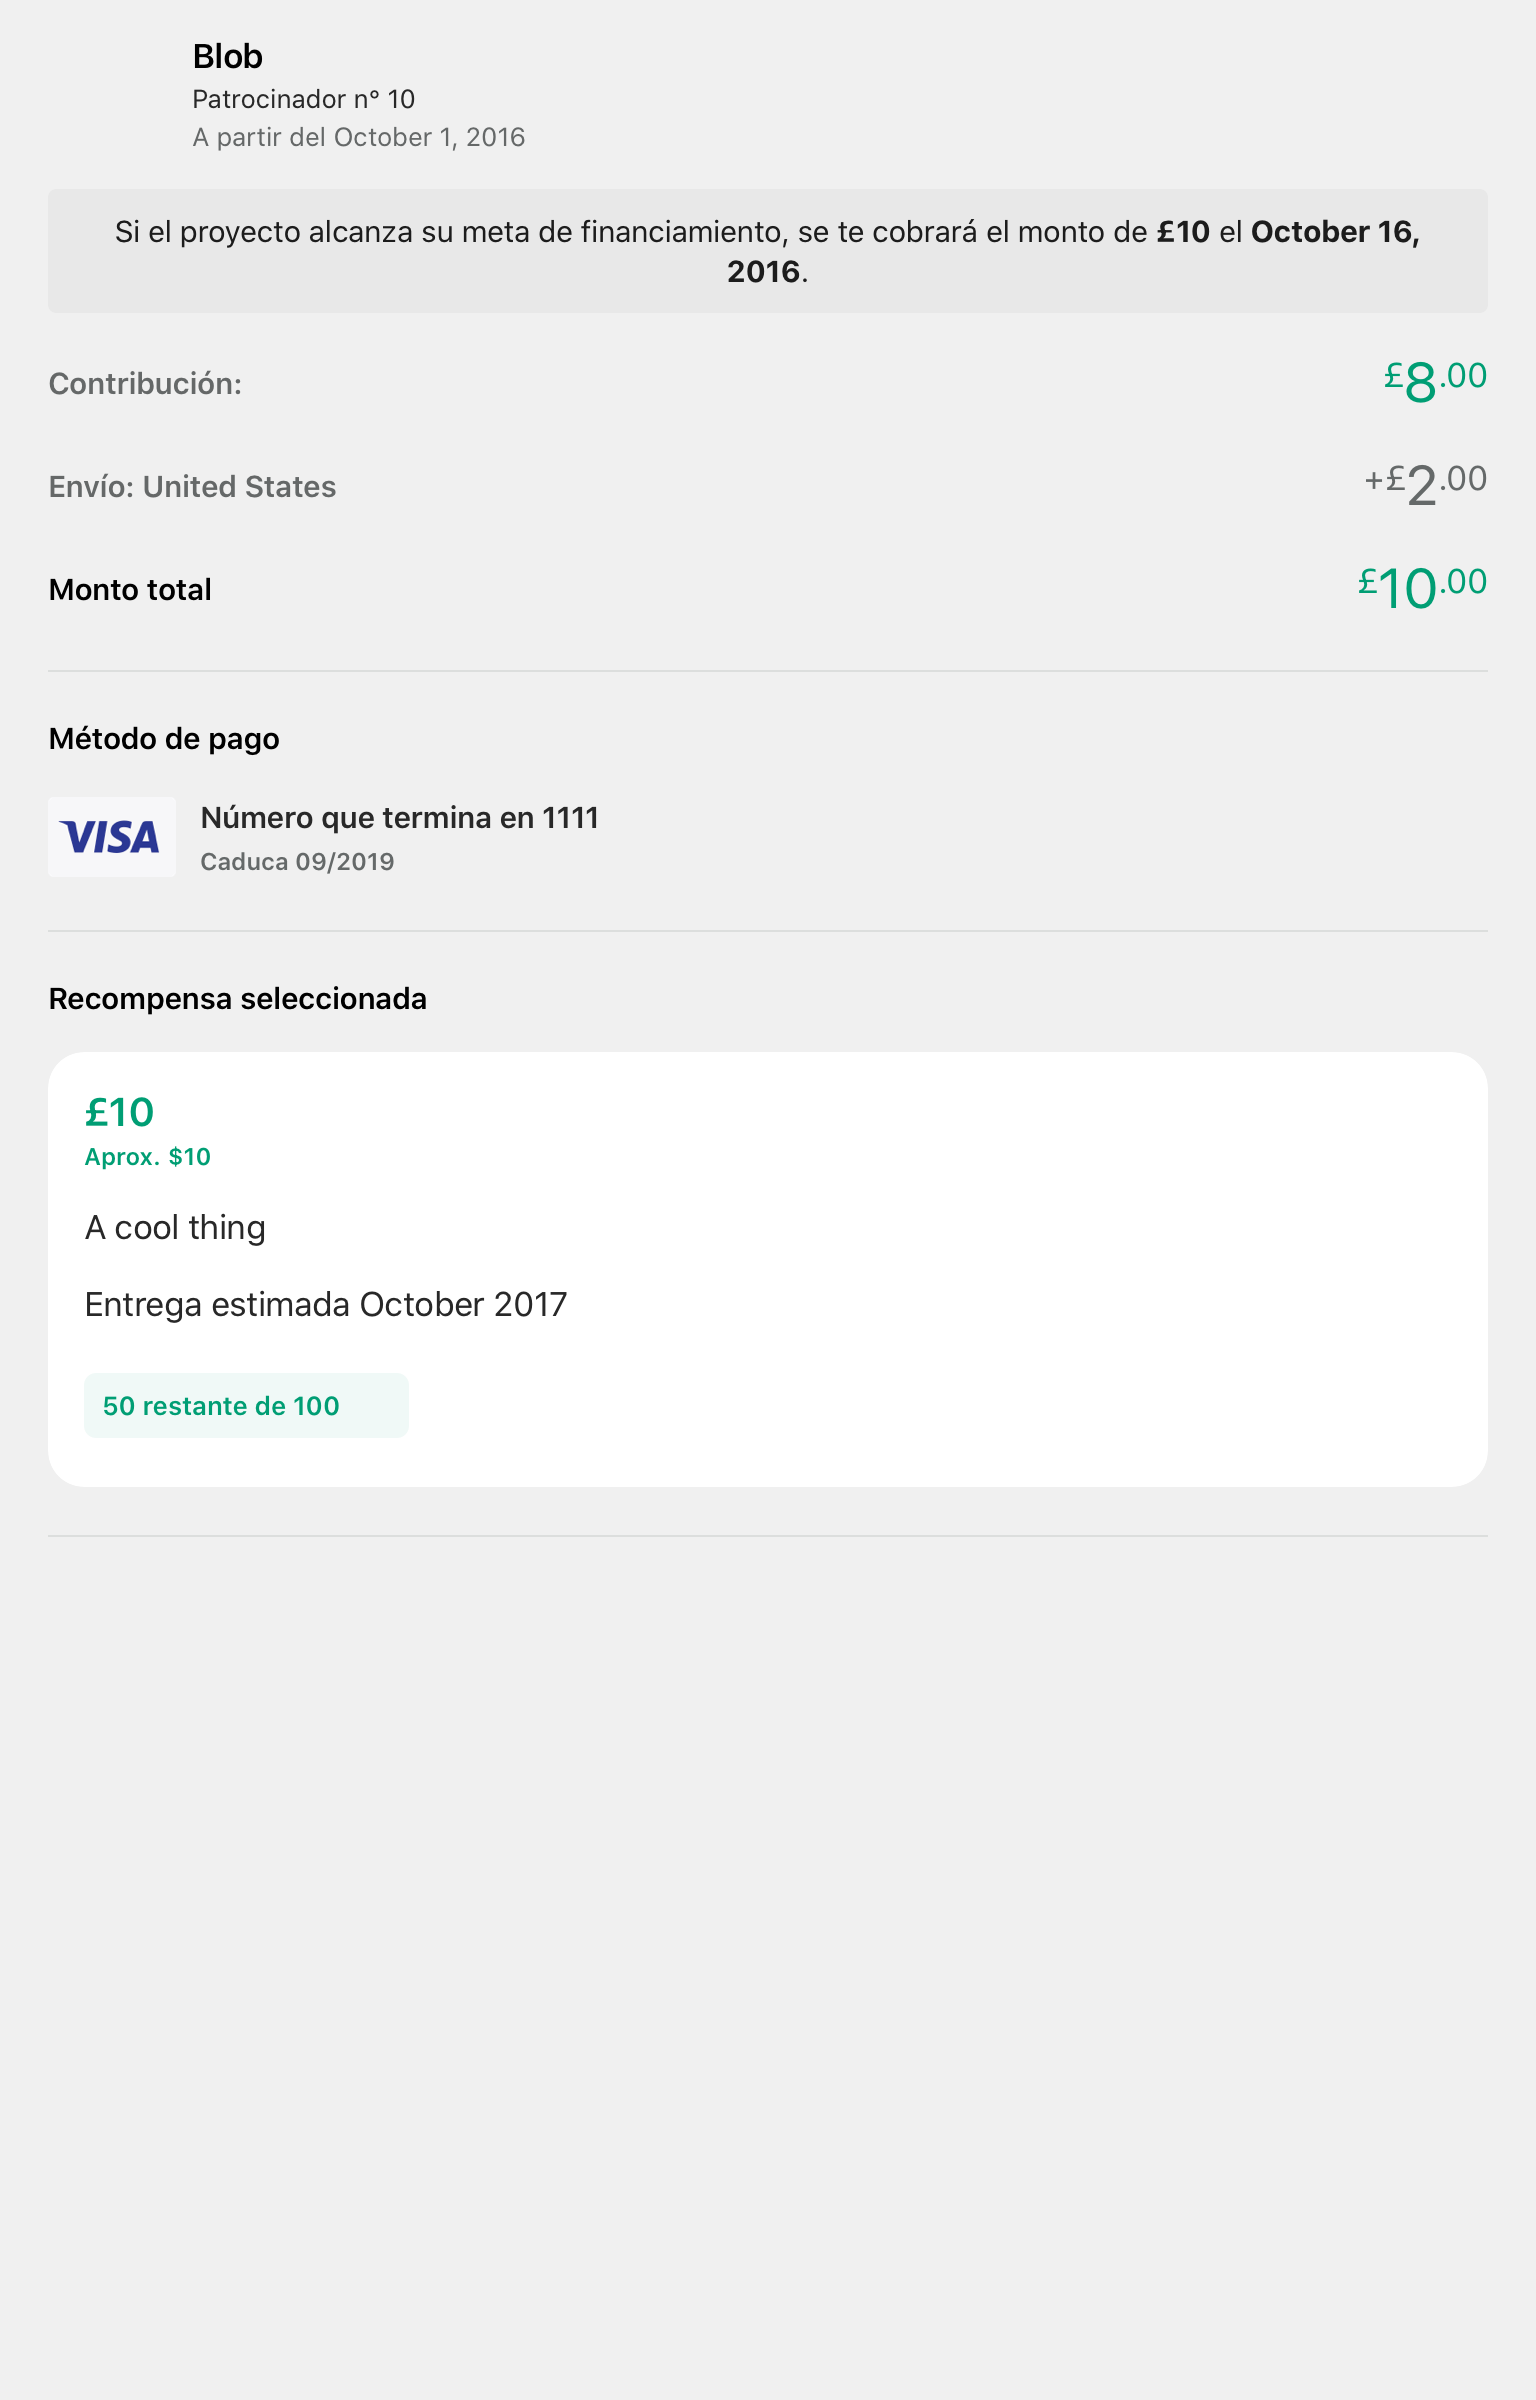 Blob
Patrocinador n° 10
A partir del October 1, 2016
Si el proyecto alcanza su meta de financiamiento, se te cobrará el monto de £10 el October 16,
2016.
Contribución:
£8.00
Envío: United States
+£2.00
Monto total
£10.00
Método de pago
VISA
Número que termina en 1111
Caduca 09/2019
Recompensa seleccionada
£10
Aprox. $10
A cool thing
Entrega estimada October 2017
50 restante de 100